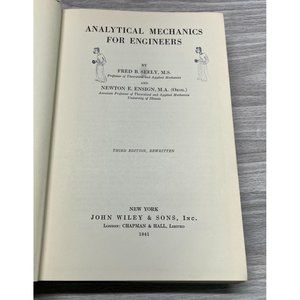 ANALYTICAL MECHANICS
FOR ENGINEERS
BY
FRED B. SEELY, M.S.
Professor of Theoretical and Applied Mechanics
AND
NEWTON E. ENSIGN, M.A. (Oxon.)
Associate Professor of Theoretical and Applied Mechanics
University of Illinois
THIRD EDITION, REWRITTEN
NEW YORK
JOHN WILEY & SONS, Inc.
London: CHAPMAN & HALL, Limited
1941